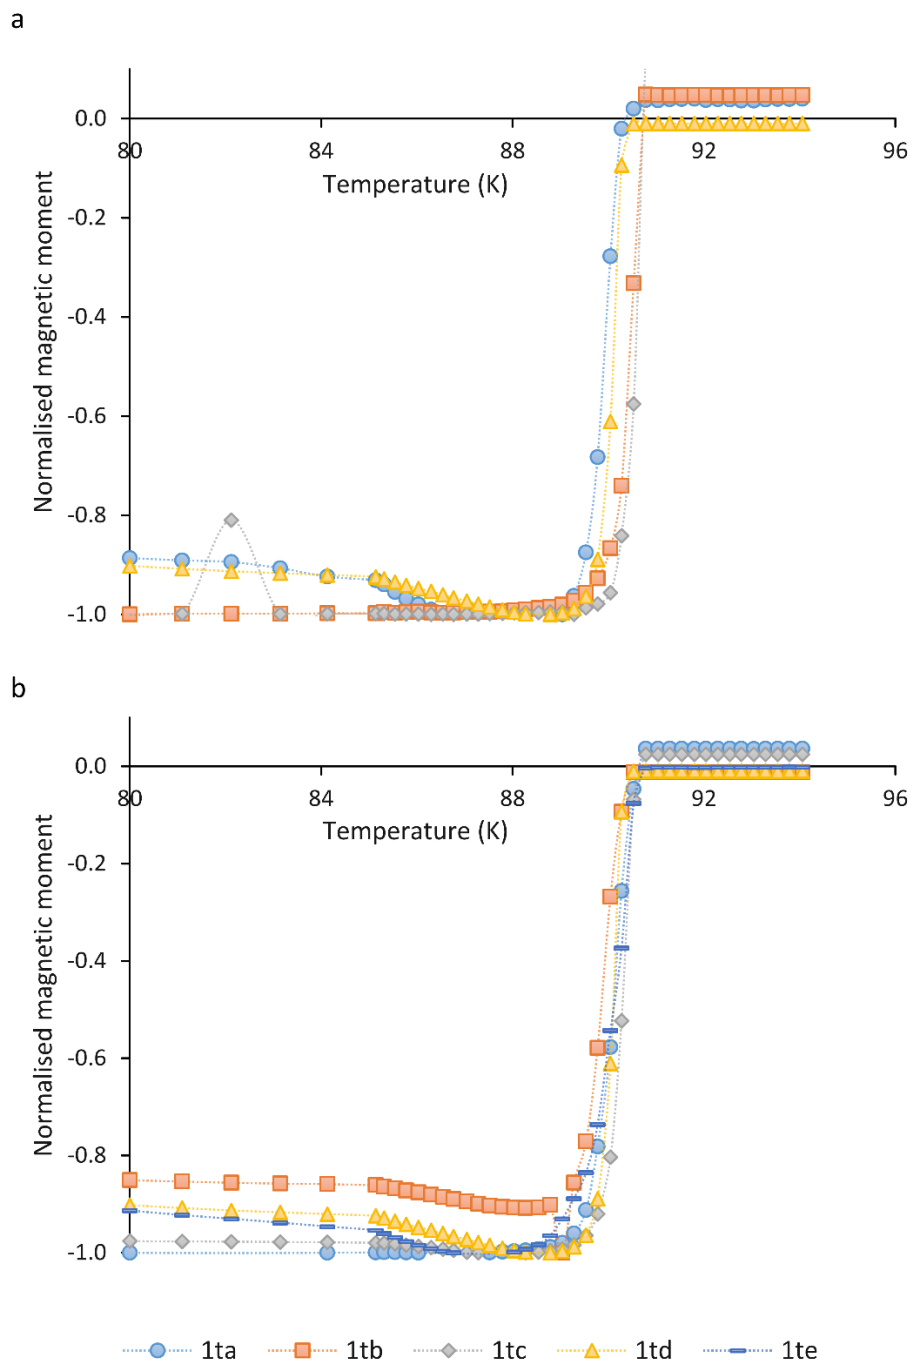 a
0.0
80 84 88 92 96
Temperature (K)
-0.2
-0.4
-0.6
-0.8
-1.0
Normalised magnetic moment
b
0.0
80 84 88 92 96
Temperature (K)
-0.2
-0.4
-0.6
-0.8
-1.0
Normalised magnetic moment
1ta 1tb 1tc 1td 1te